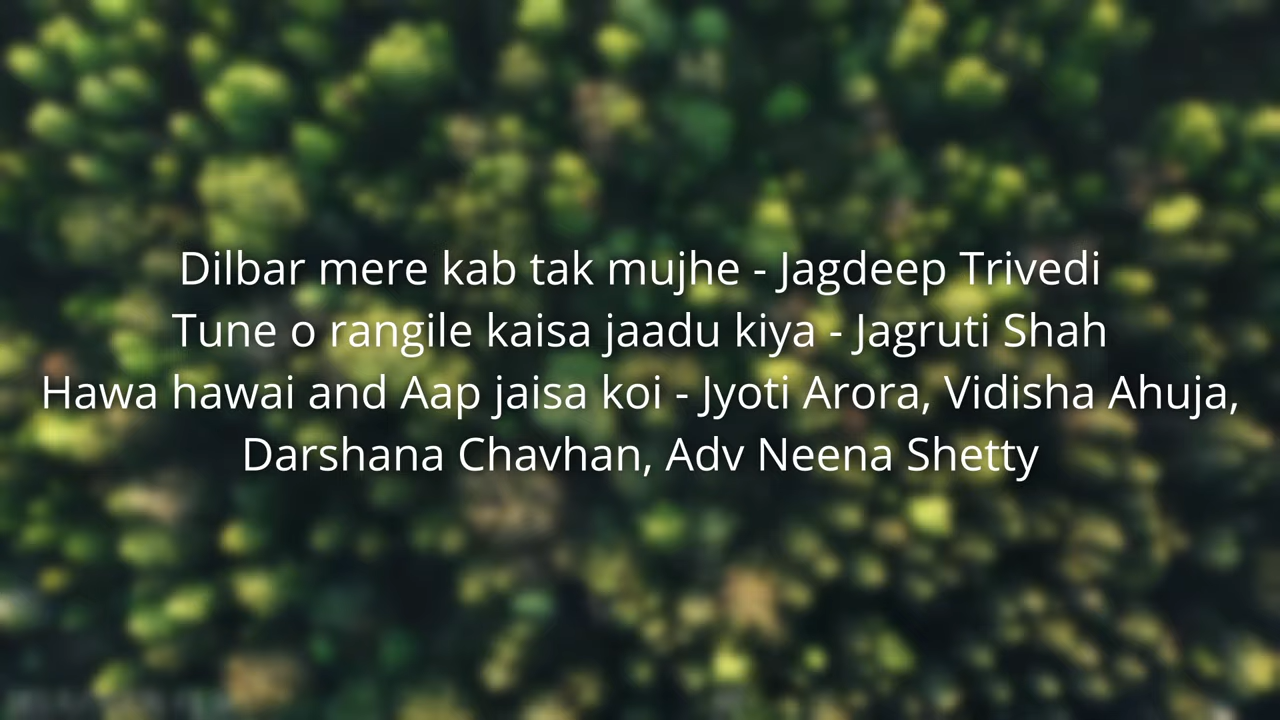 Dilbar mere kab tak mujhe - Jagdeep Trivedi
Tune o rangile kaisa jaadu kiya - Jagruti Shah
Hawa hawai and Aap jaisa koi - Jyoti Arora, Vidisha Ahuja,
Darshana Chavhan, Adv Neena Shetty